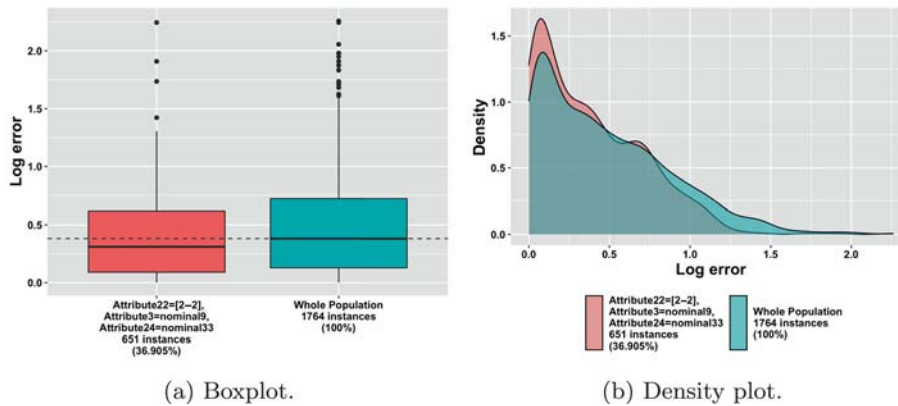 2.0
1.5
1.0
0.5
0.0
Log error
Attribute22=[2−2],
Attribute3=nominal9,
Attribute24=nominal33
651 instances
(36.905%)
Whole Population
1764 instances
(100%)
(a) Boxplot.
1.5
1.0
0.5
0.0
Density
0.0 0.5 1.0 1.5 2.0
Log error
Attribute22=[2−2],
Attribute3=nominal9,
Attribute24=nominal33
651 instances
(36.905%)
Whole Population
1764 instances
(100%)
(b) Density plot.